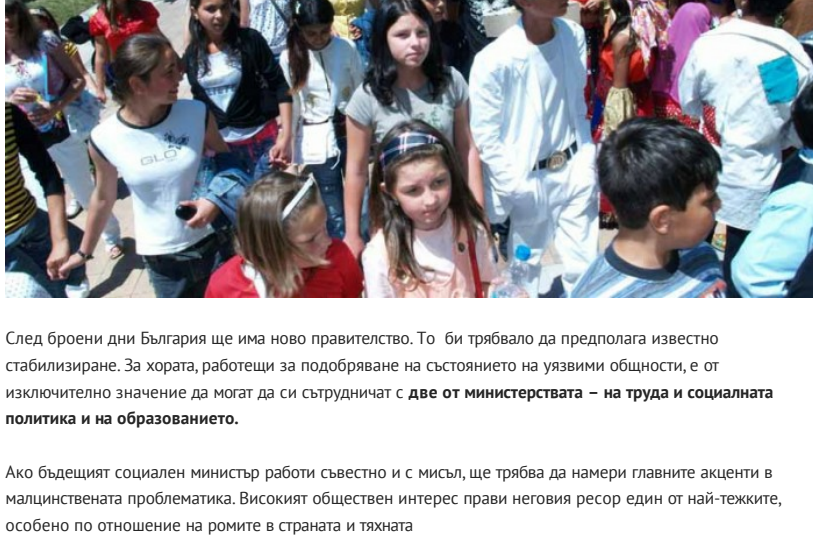 GLO
След броени дни България ще има ново правителство. То би трябвало да предполага известно
стабилизиране. За хората, работещи за подобряване на състоянието на уязвими общности, е от
изключително значение да могат да си сътрудничат с две от министерствата – на труда и социалната
политика и на образованието.
Ако бъдещият социален министър работи съвестно и с мисъл, ще трябва да намери главните акценти в
малцинствената проблематика. Високият обществен интерес прави неговия ресор един от най-тежките,
особено по отношение на ромите в страната и тяхната